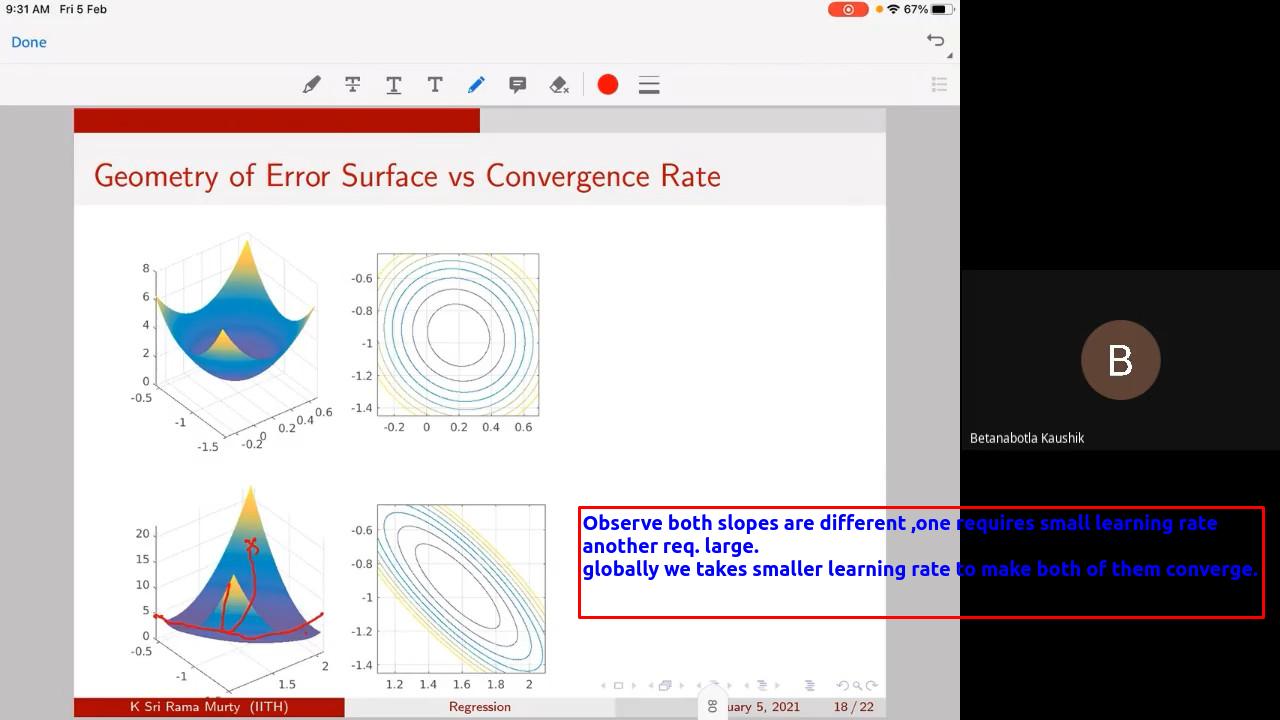 9:31 AM Fri 5 Feb
67%
Done
T
T
T
Geometry of Error Surface vs Convergence Rate
8
6
4
2
0
-0.5
-1
-1.5
-0.2
0
0.2
0.4
0.6
-0.6
-0.8
-1
-1.2
-1.4
-0.2 0 0.2 0.4 0.6
B
Betanabotla Kaushik
20
15
10
5
0
-0.5
-1
1.5
2
-0.6
-0.8
-1
-1.2
-1.4
1.2 1.4 1.6 1.8 2
Observe both slopes are different ,one requires small learning rate
another req. large.
globally we takes smaller learning rate to make both of them converge.
K Sri Rama Murty (IITH) Regression uary 5, 2021 18 / 22
80